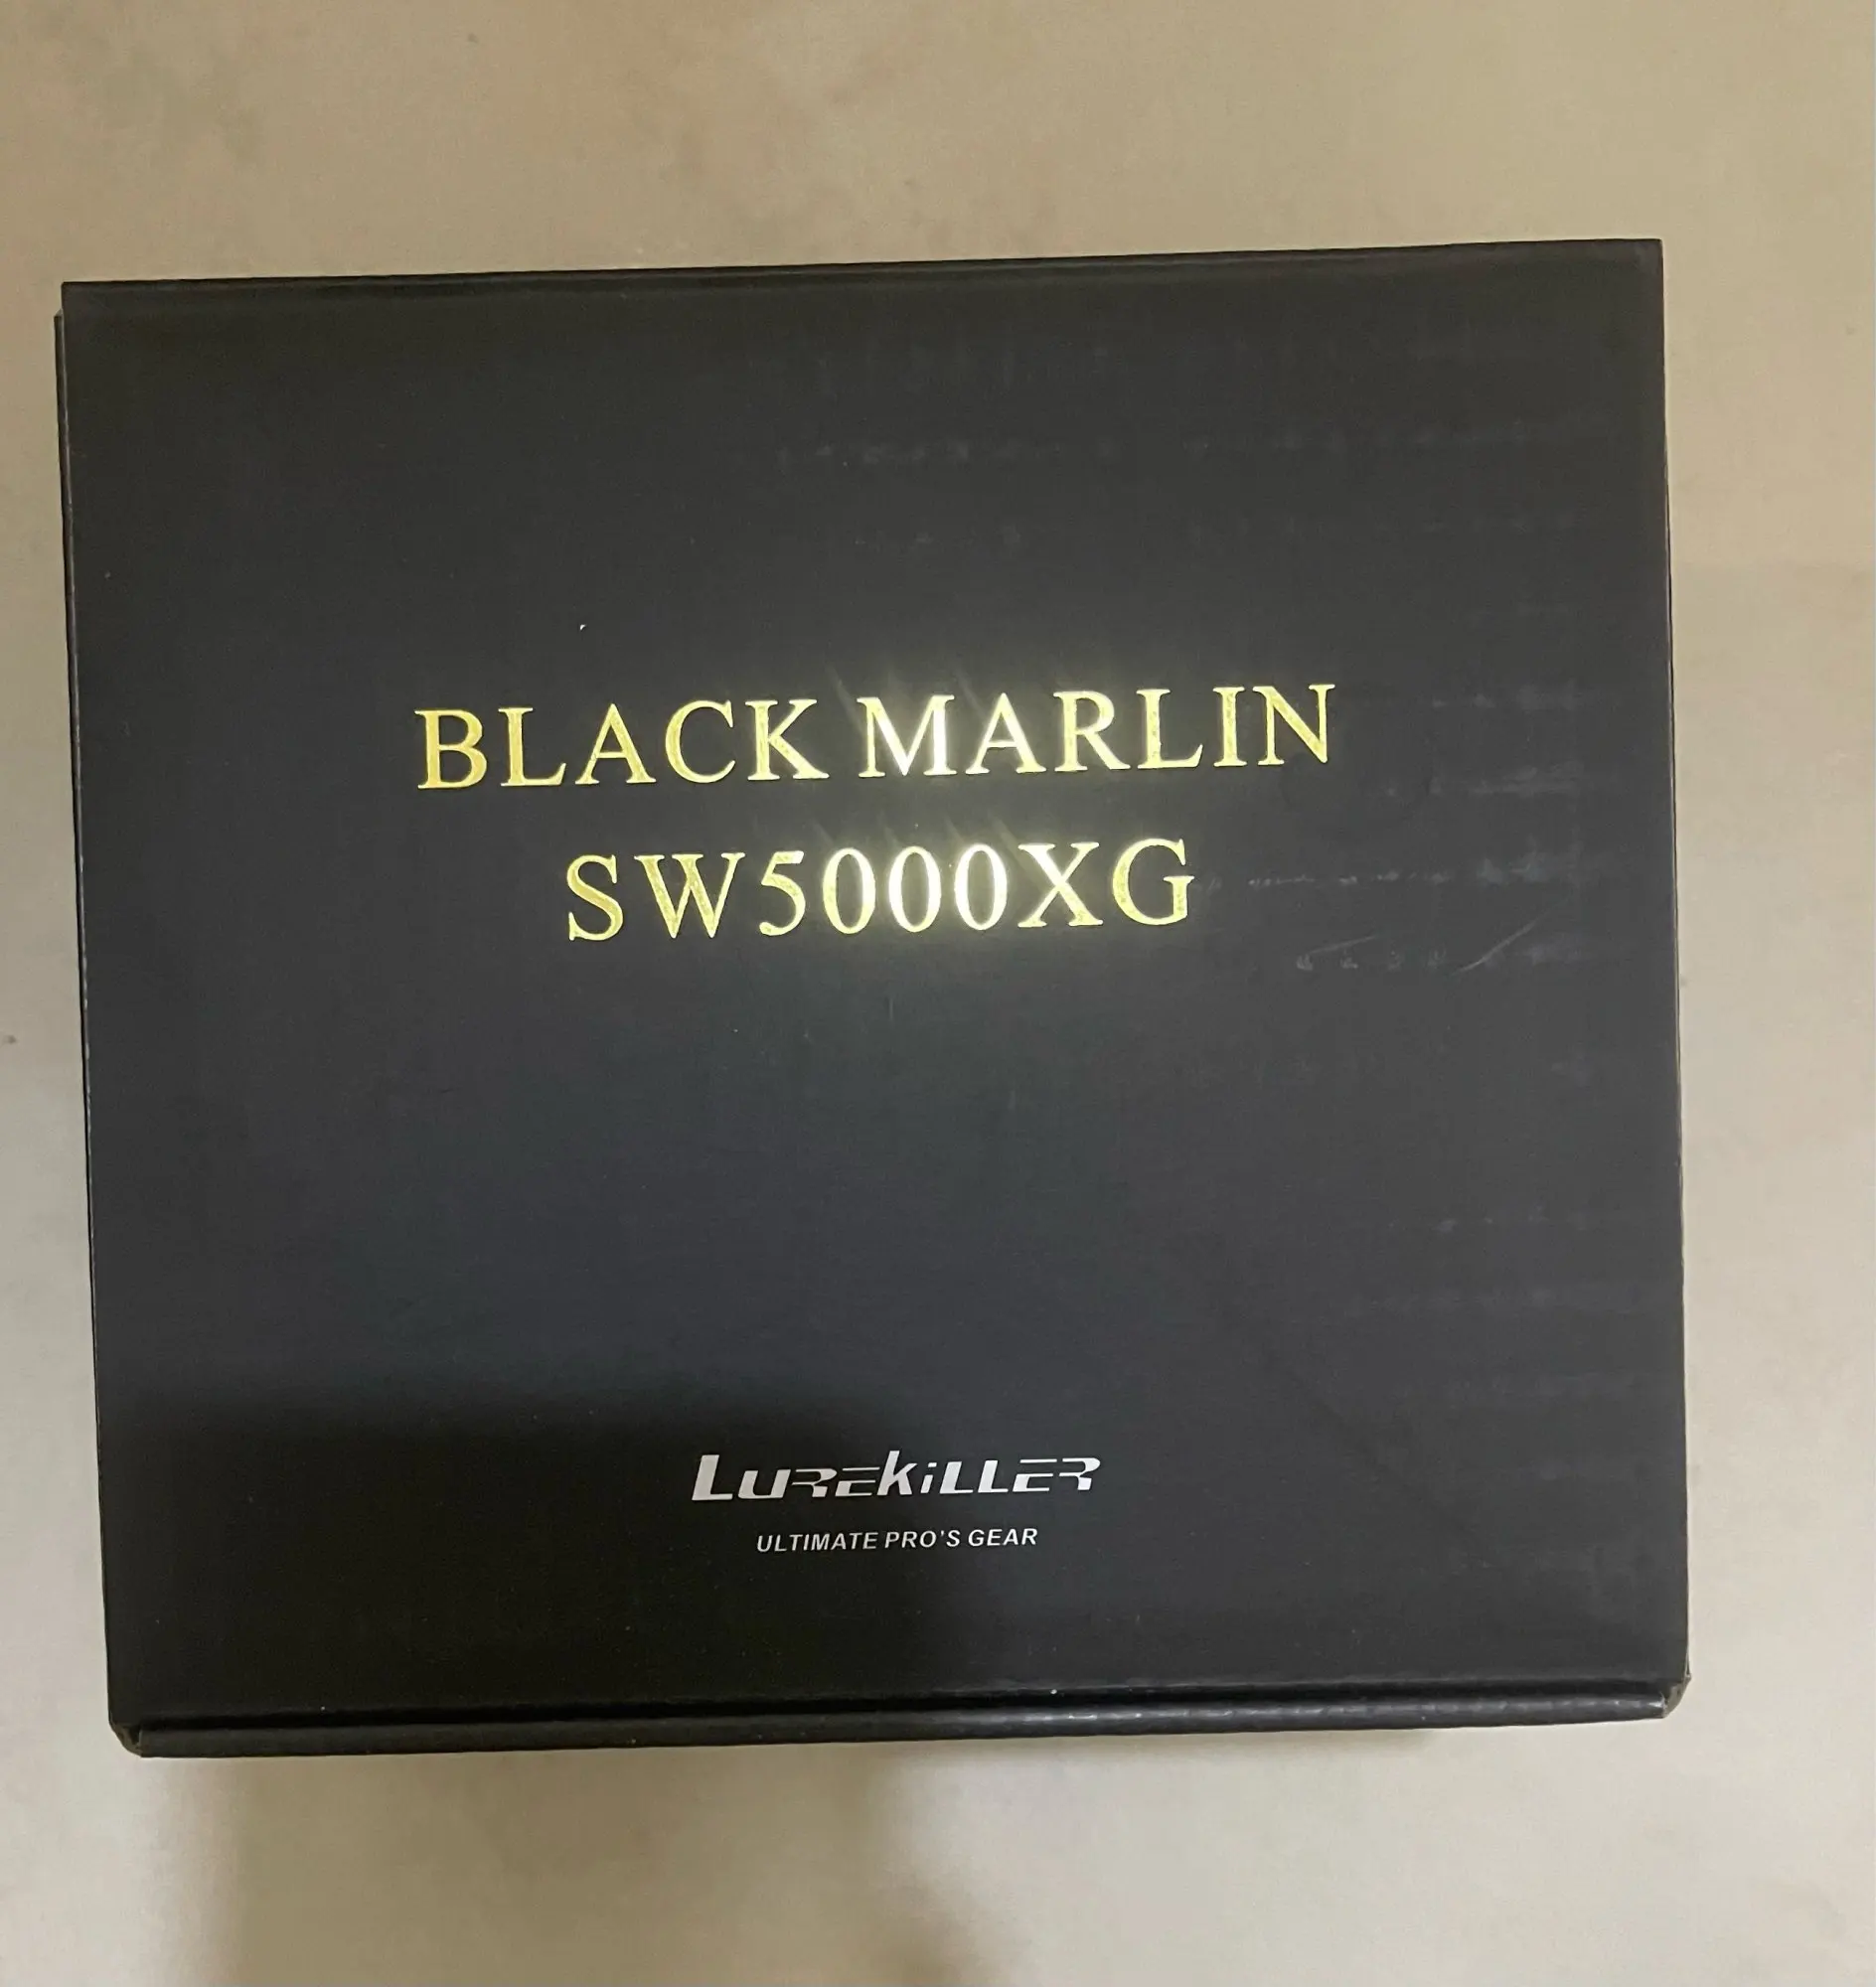 BLACK MARLIN
SW5000XG
LUREKiLLER
ULTIMATE PRO'S GEAR